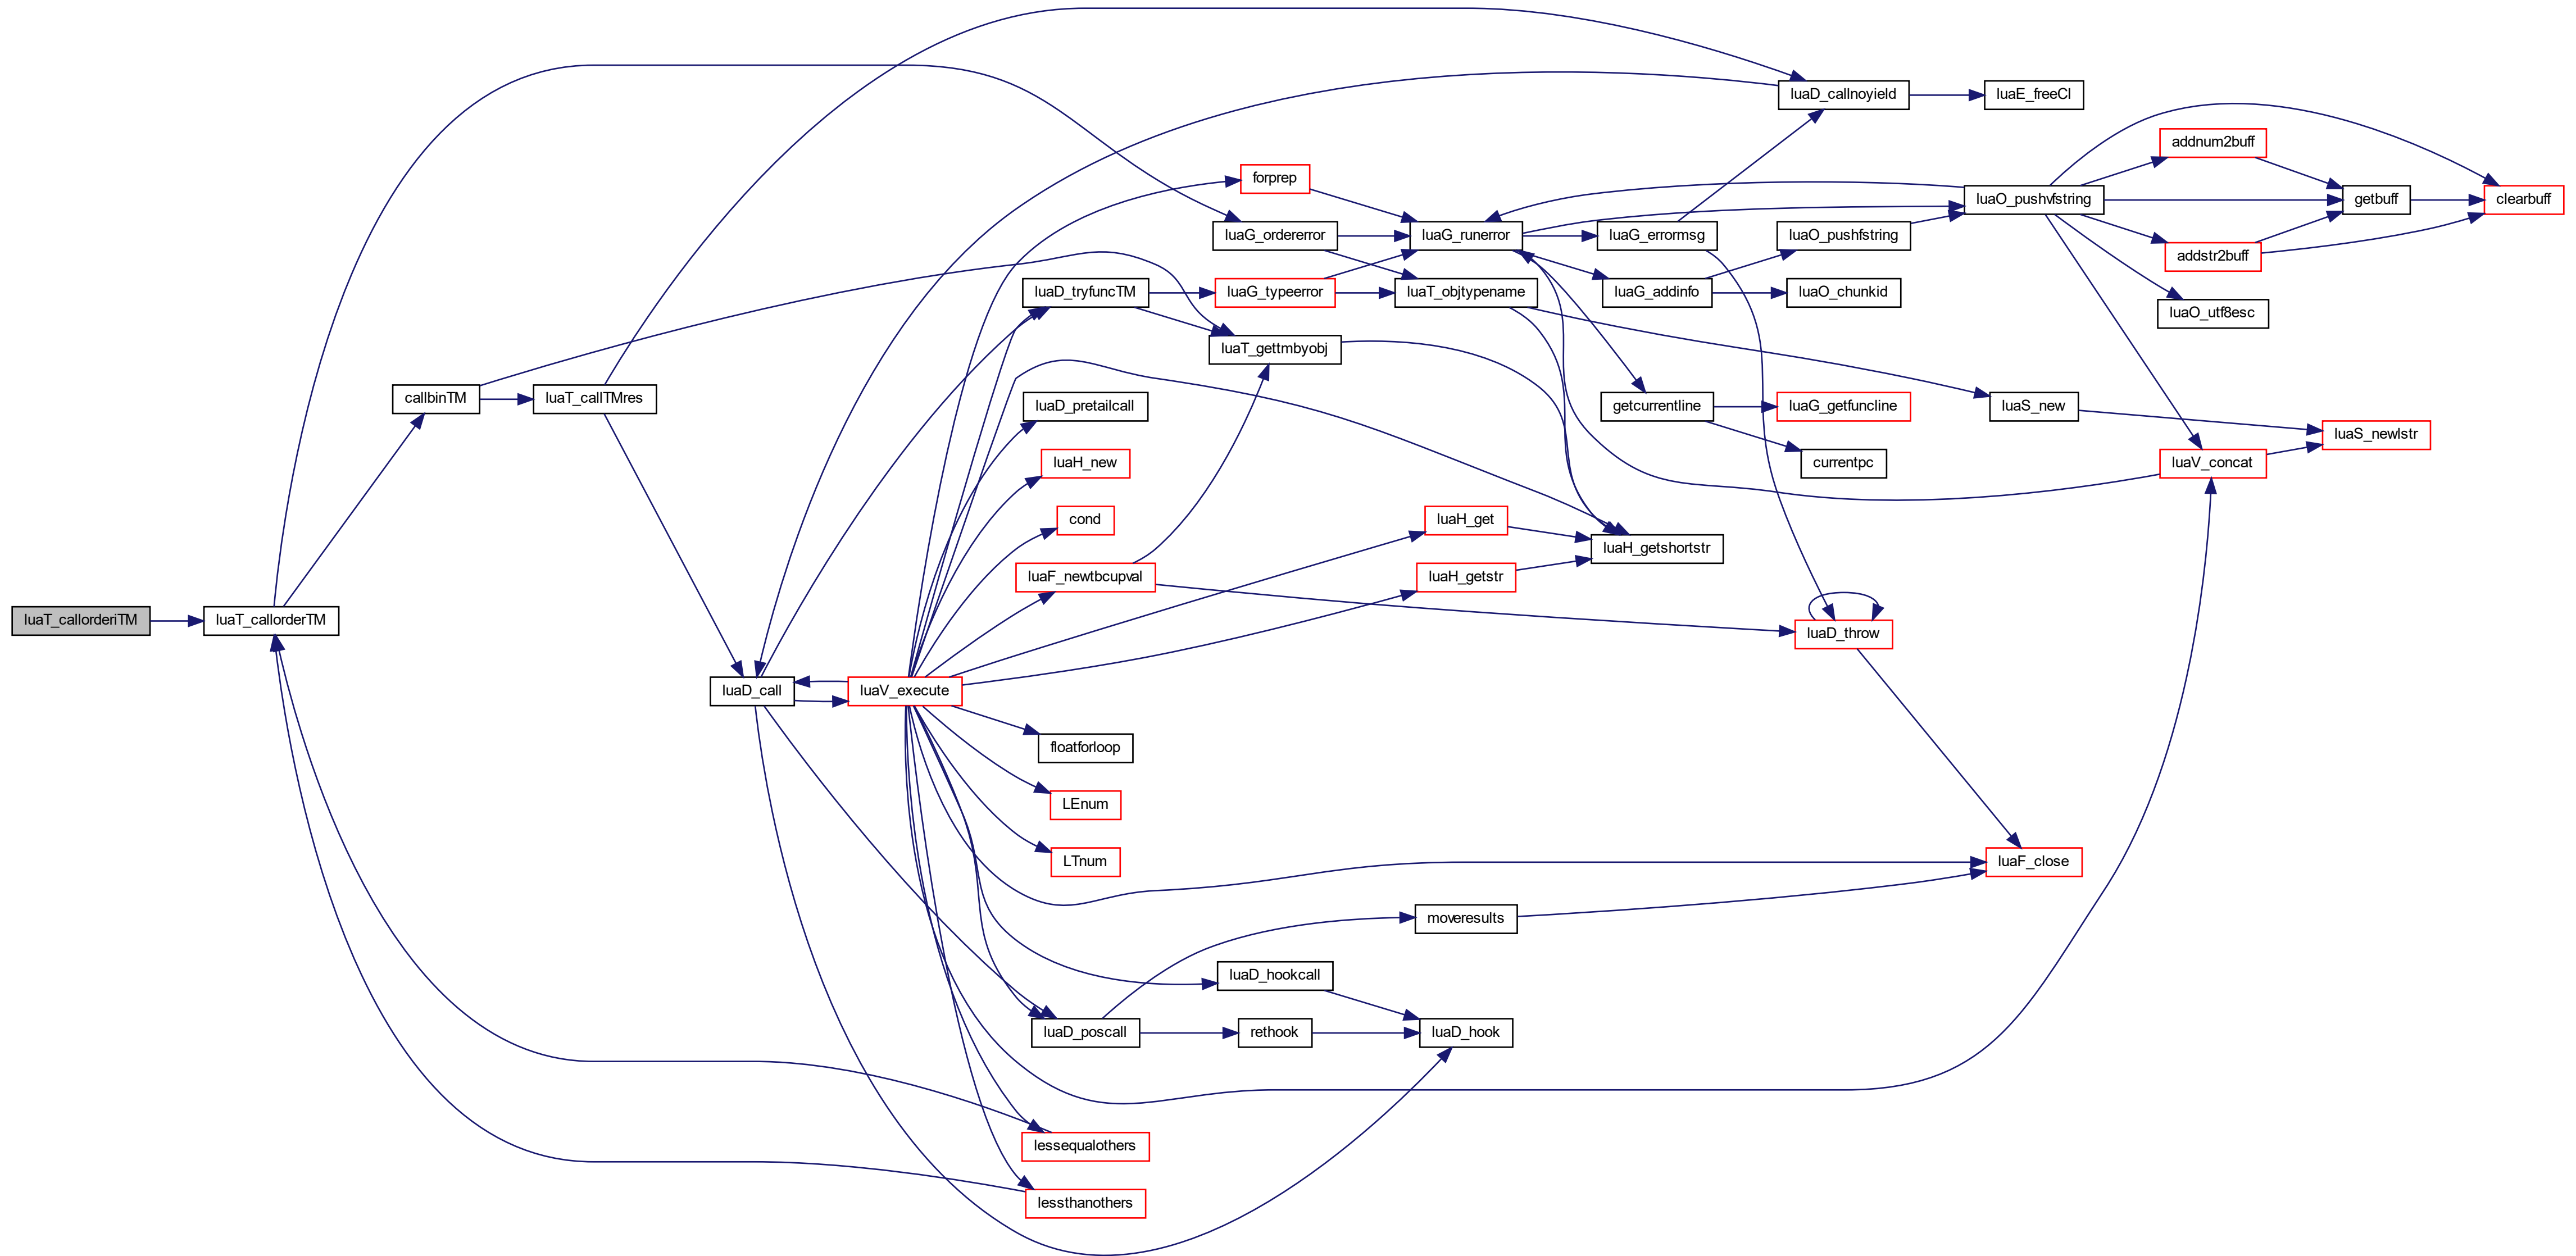 luaT_callorderiTM
luaT_callorderTM
callbinTM
luaT_callTMres
luaD_call
luaV_execute
luaD_tryfuncTM
luaD_pretailcall
luaH_new
cond
luaF_newtbcupval
floatforloop
LEnum
LTnum
luaD_poscall
lessequalothers
lessthanothers
forprep
luaG_ordererror
luaG_typeerror
luaT_gettmbyobj
luaD_hookcall
rethook
luaG_runerror
luaT_objtypename
luaH_get
luaH_getstr
moveresults
luaD_hook
luaG_errormsg
luaG_addinfo
getcurrentline
luaH_getshortstr
luaD_callnoyield
luaO_pushfstring
luaO_chunkid
luaG_getfuncline
currentpc
luaD_throw
luaE_freeCI
luaO_pushvfstring
luaS_new
luaF_close
addnum2buff
addstr2buff
luaO_utf8esc
luaV_concat
getbuff
luaS_newlstr
clearbuff